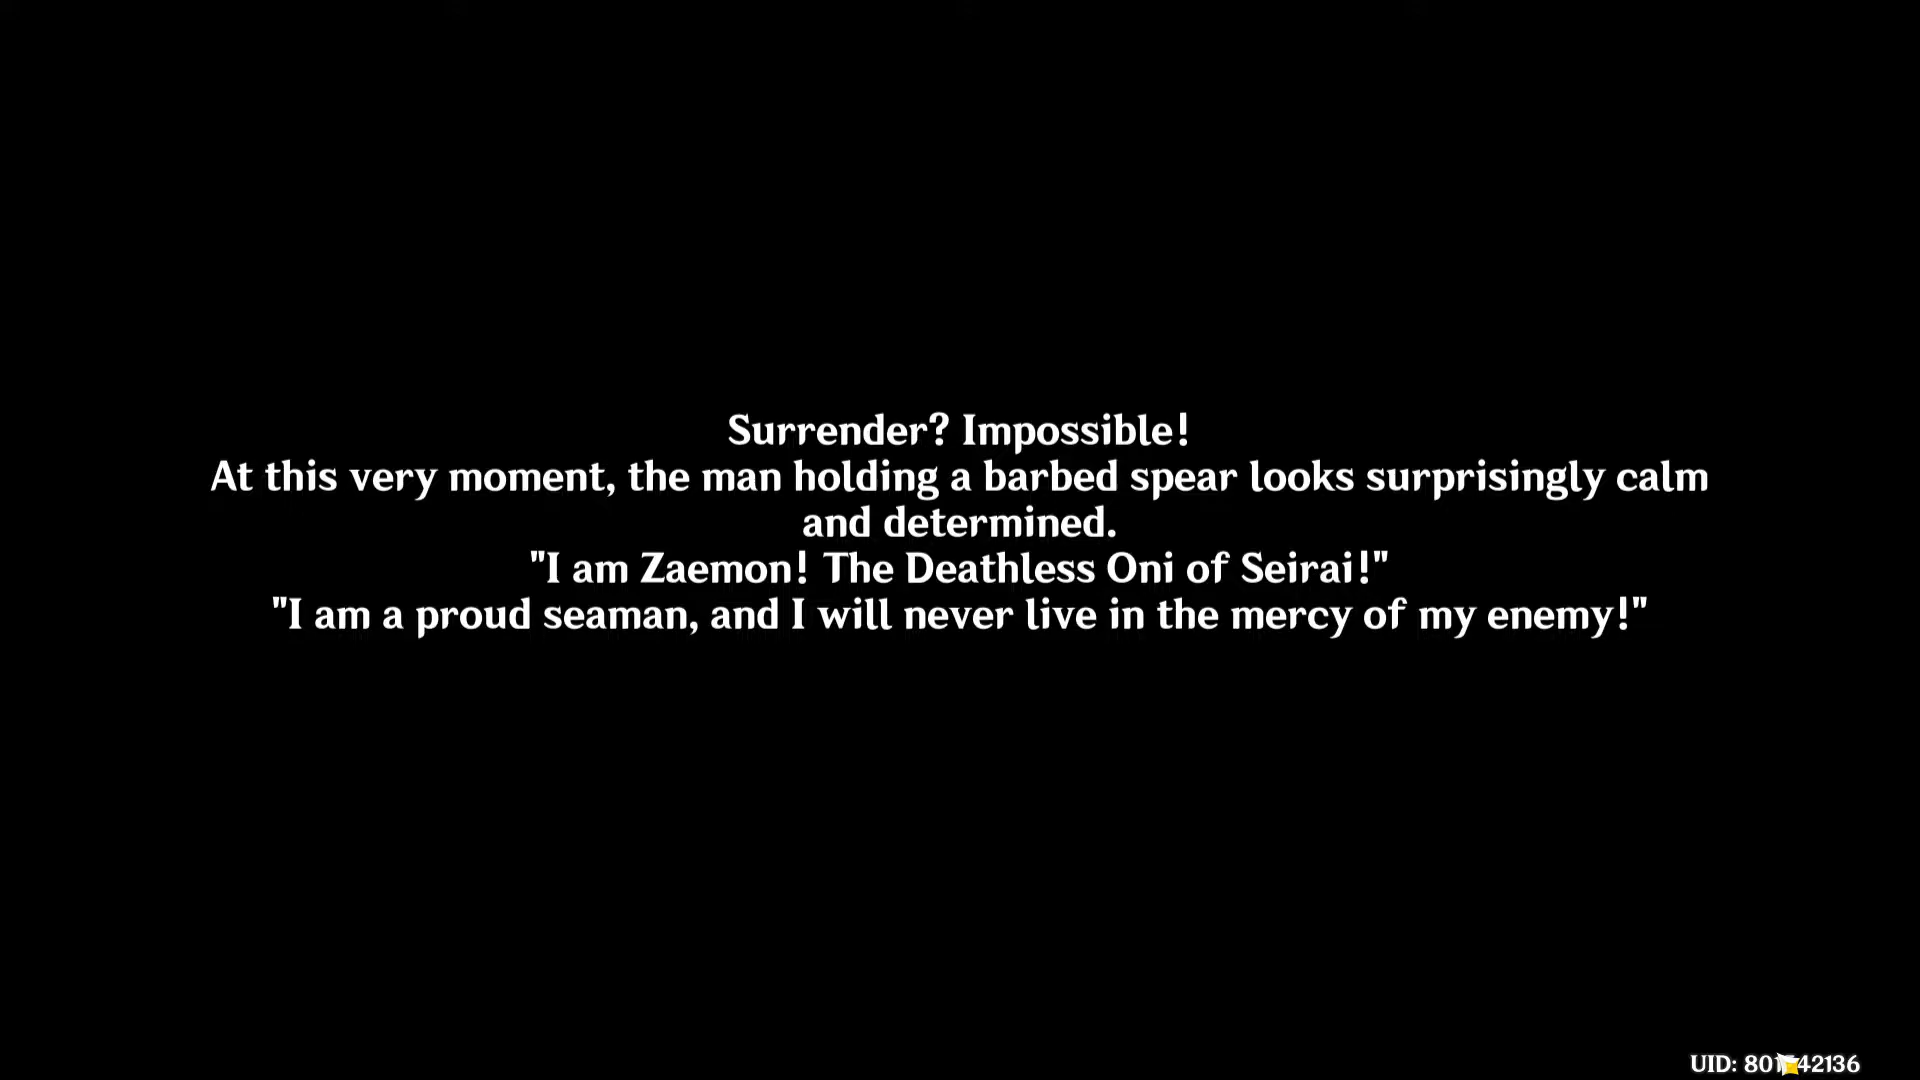 Surrender? Impossible!
At this very moment, the man holding a barbed spear looks surprisingly calm
and determined.
"I am Zaemon! The Deathless Oni of Seirai!"
"I am a proud seaman, and I will never live in the mercy of my enemy!"
UID: